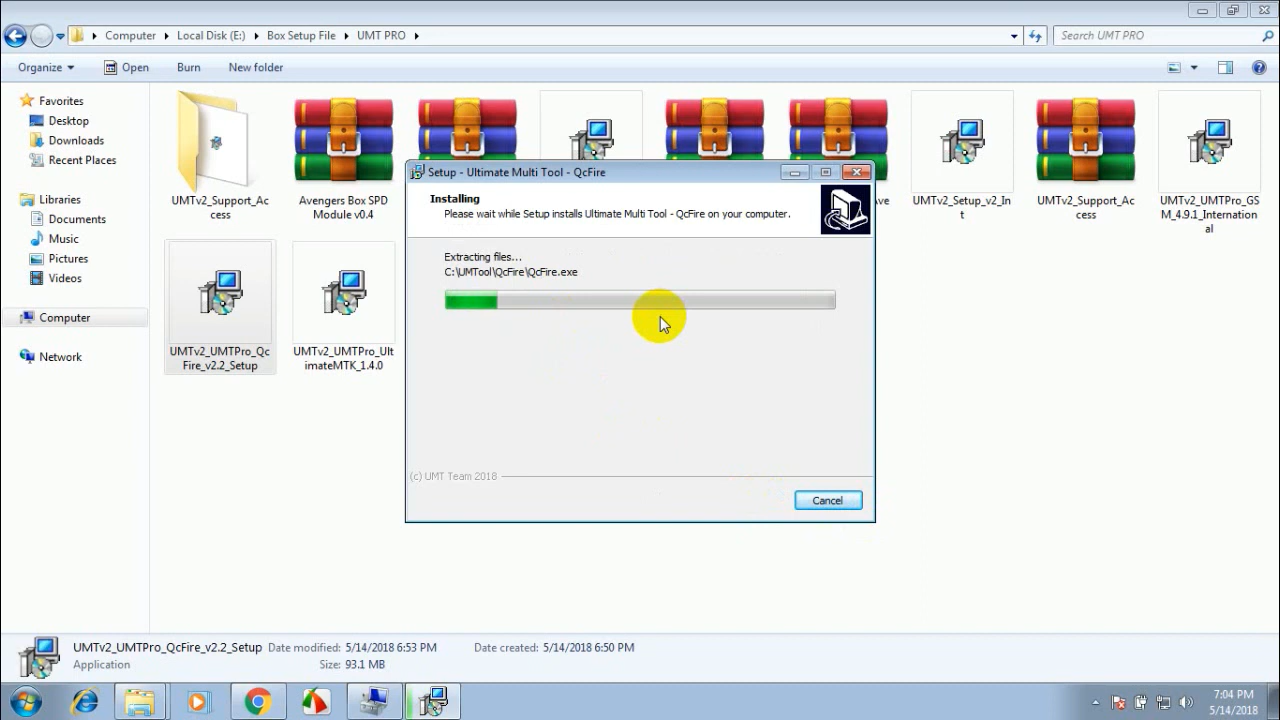 Computer Local Disk (E:) Box Setup File UMT PRO
Search UMT PRO
Organize Open Burn New folder
Favorites
Desktop
Downloads
Recent Places
Libraries
Documents
Music
Pictures
Videos
Computer
Network
UMTv2_Support_Ac
cess
Avengers Box SPD
Module v0.4
Ave
UMTv2_Setup_v2_In
t
UMTv2_Support_Ac
cess
UMTv2_UMTPro_GS
M_4.9.1_Internationa
l
UMTv2_UMTPro_Qc
Fire_v2.2_Setup
UMTv2_UMTPro_Ult
imateMTK_1.4.0
Setup - Ultimate Multi Tool - QcFire
Installing
Please wait while Setup installs Ultimate Multi Tool - QcFire on your computer.
Extracting files...
C:\UMTool\QcFire\QcFire.exe
(c) UMT Team 2018
Cancel
UMTv2_UMTPro_QcFire_v2.2_Setup Date modified: 5/14/2018 6:53 PM Date created: 5/14/2018 6:50 PM
Application Size: 93.1 MB
7:04 PM
5/14/2018